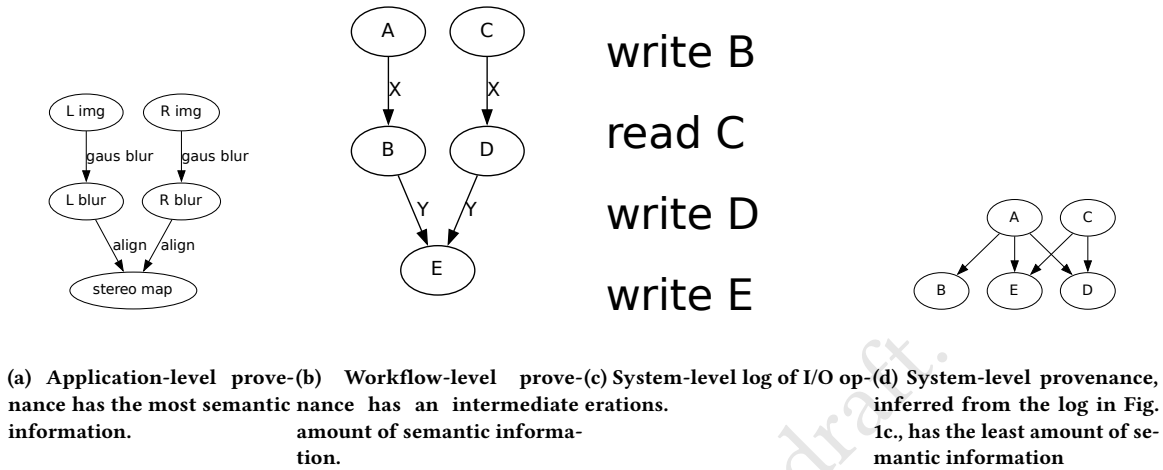 L img
R img
gaus blur
gaus blur
L blur
R blur
align
align
stereo map
A
C
X
X
B
D
Y
Y
E
write B
read C
write D
write E
A
C
B
E
D
(a) Application-level prove-
nance has the most semantic
information.
(b) Workflow-level prove-
nance has an intermediate
amount of semantic informa-
tion.
(c) System-level log of I/O op-
erations.
(d) System-level provenance,
inferred from the log in Fig.
1c., has the least amount of se-
mantic information
draft.